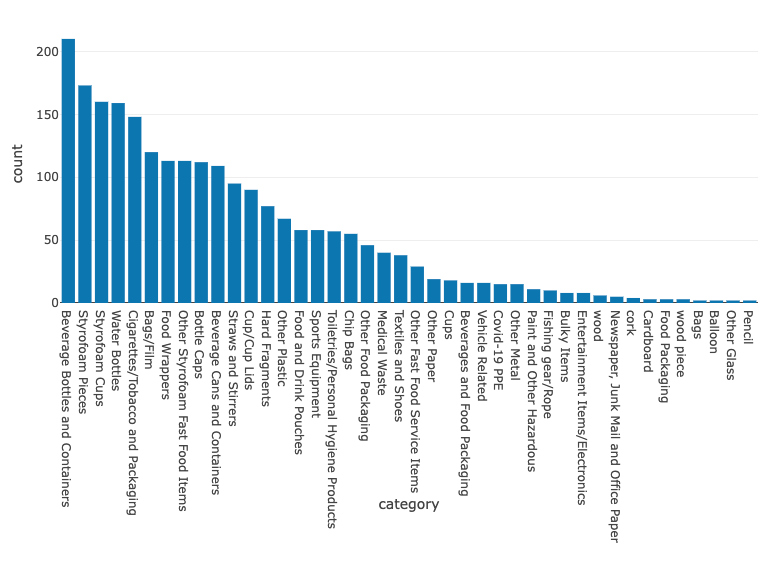 200
150
100
50
0
count
Beverage Bottles and Containers
Styrofoam Pieces
Styrofoam Cups
Water Bottles
Cigarettes/Tobacco and Packaging
Bags/Film
Food Wrappers
Other Styrofoam Fast Food Items
Bottle Caps
Beverage Cans and Containers
Straws and Stirrers
Cup/Cup Lids
Hard Fragments
Other Plastic
Food and Drink Pouches
Sports Equipment
Toiletries/Personal Hygiene Products
Chip Bags
Other Food Packaging
Medical Waste
Textiles and Shoes
Other Fast Food Service Items
Other Paper
Cups
Beverages and Food Packaging
Vehicle Related
Covid-19 PPE
Other Metal
Paint and Other Hazardous
Fishing gear/Rope
Bulky Items
Entertainment Items/Electronics
wood
Newspaper, Junk Mail and Office Paper
cork
Cardboard
Food Packaging
wood piece
Bags
Balloon
Other Glass
Pencil
category